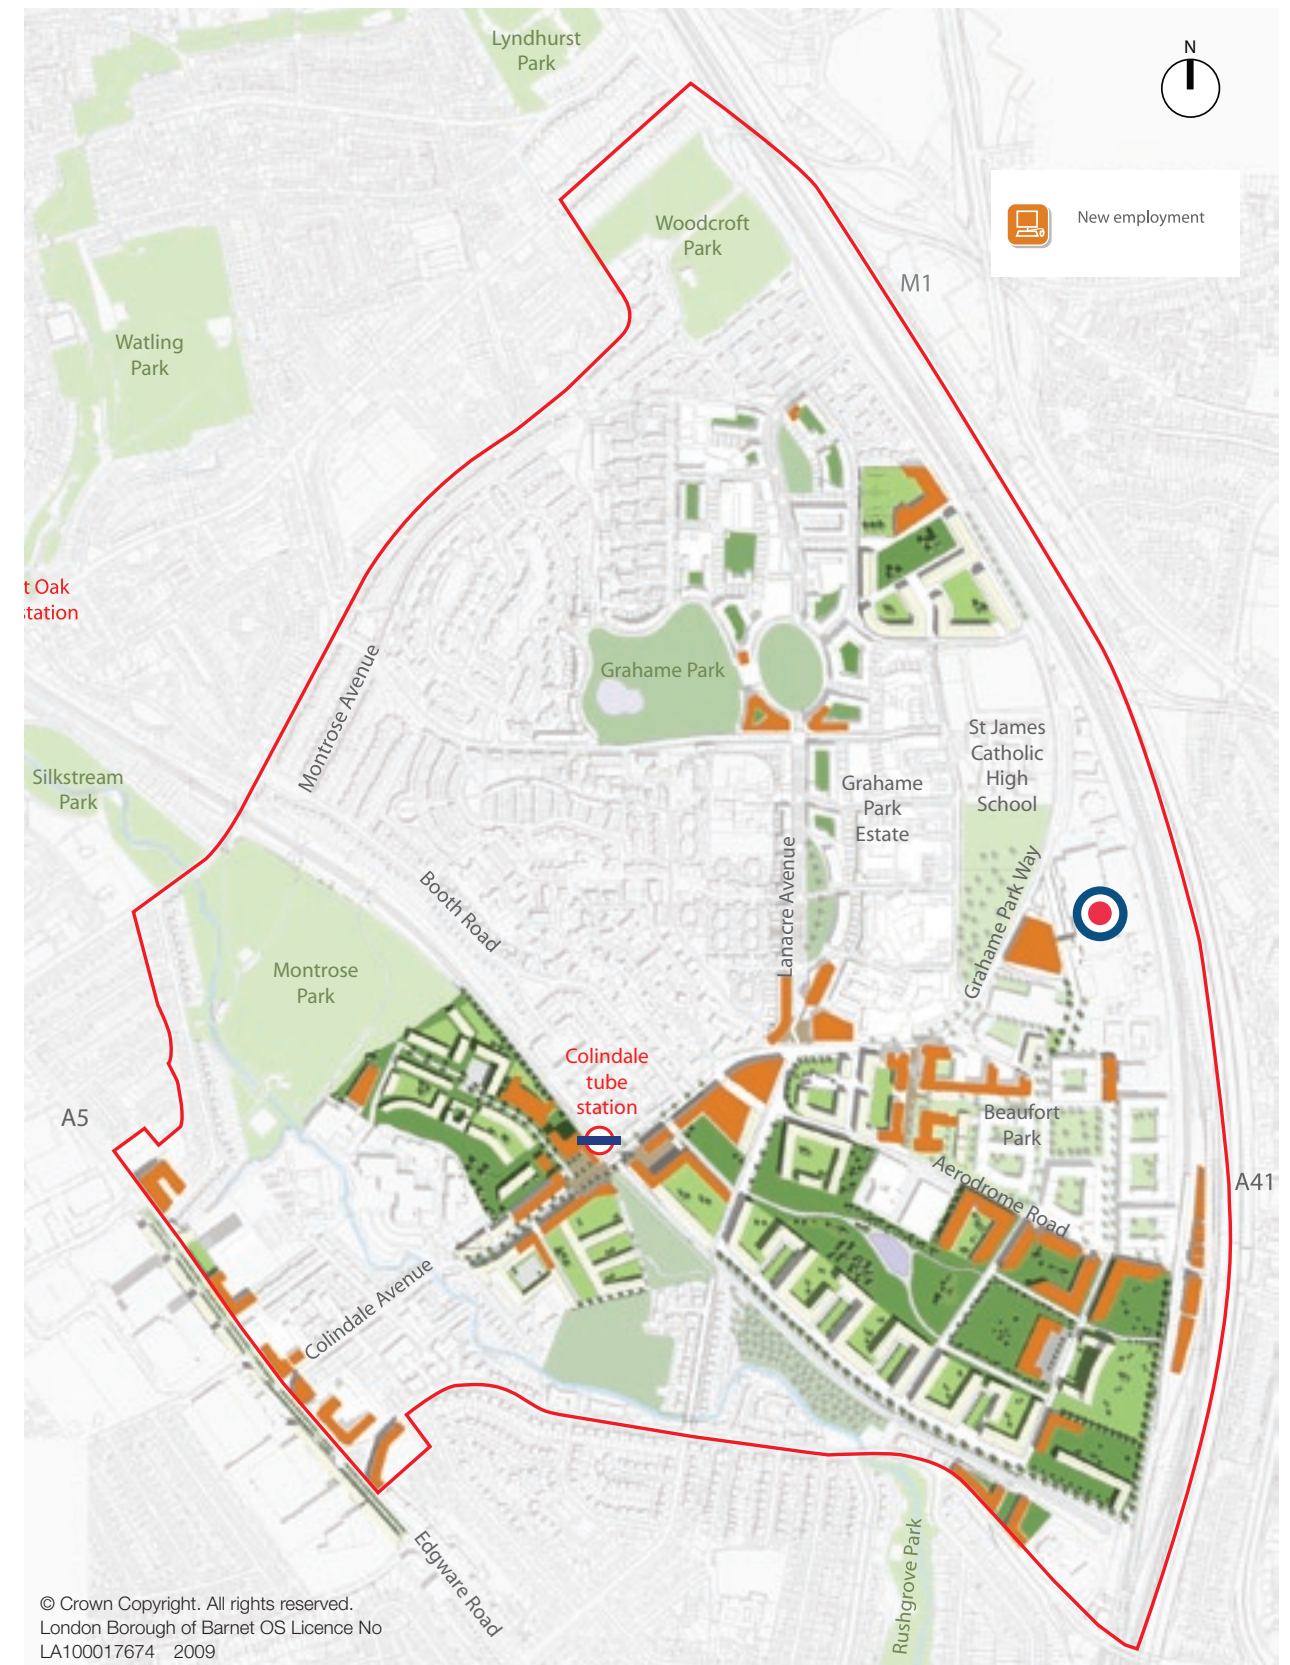 Lyndhurst
Park
N
New employment
Woodcroft
Park
M1
Watling
Park
t Oak
station
Grahame Park
Montrose Avenue
St James
Catholic
High
School
Silkstream
Park
Grahame
Park
Estate
Lanacre Avenue
Grahame Park Way
Booth Road
Montrose
Park
Colindale
tube
station
A5
Beaufort
Park
Aerodrome Road
A41
Colindale Avenue
Edgware Road
Rushgrove Park
© Crown Copyright. All rights reserved.
London Borough of Barnet OS Licence No
LA100017674 2009